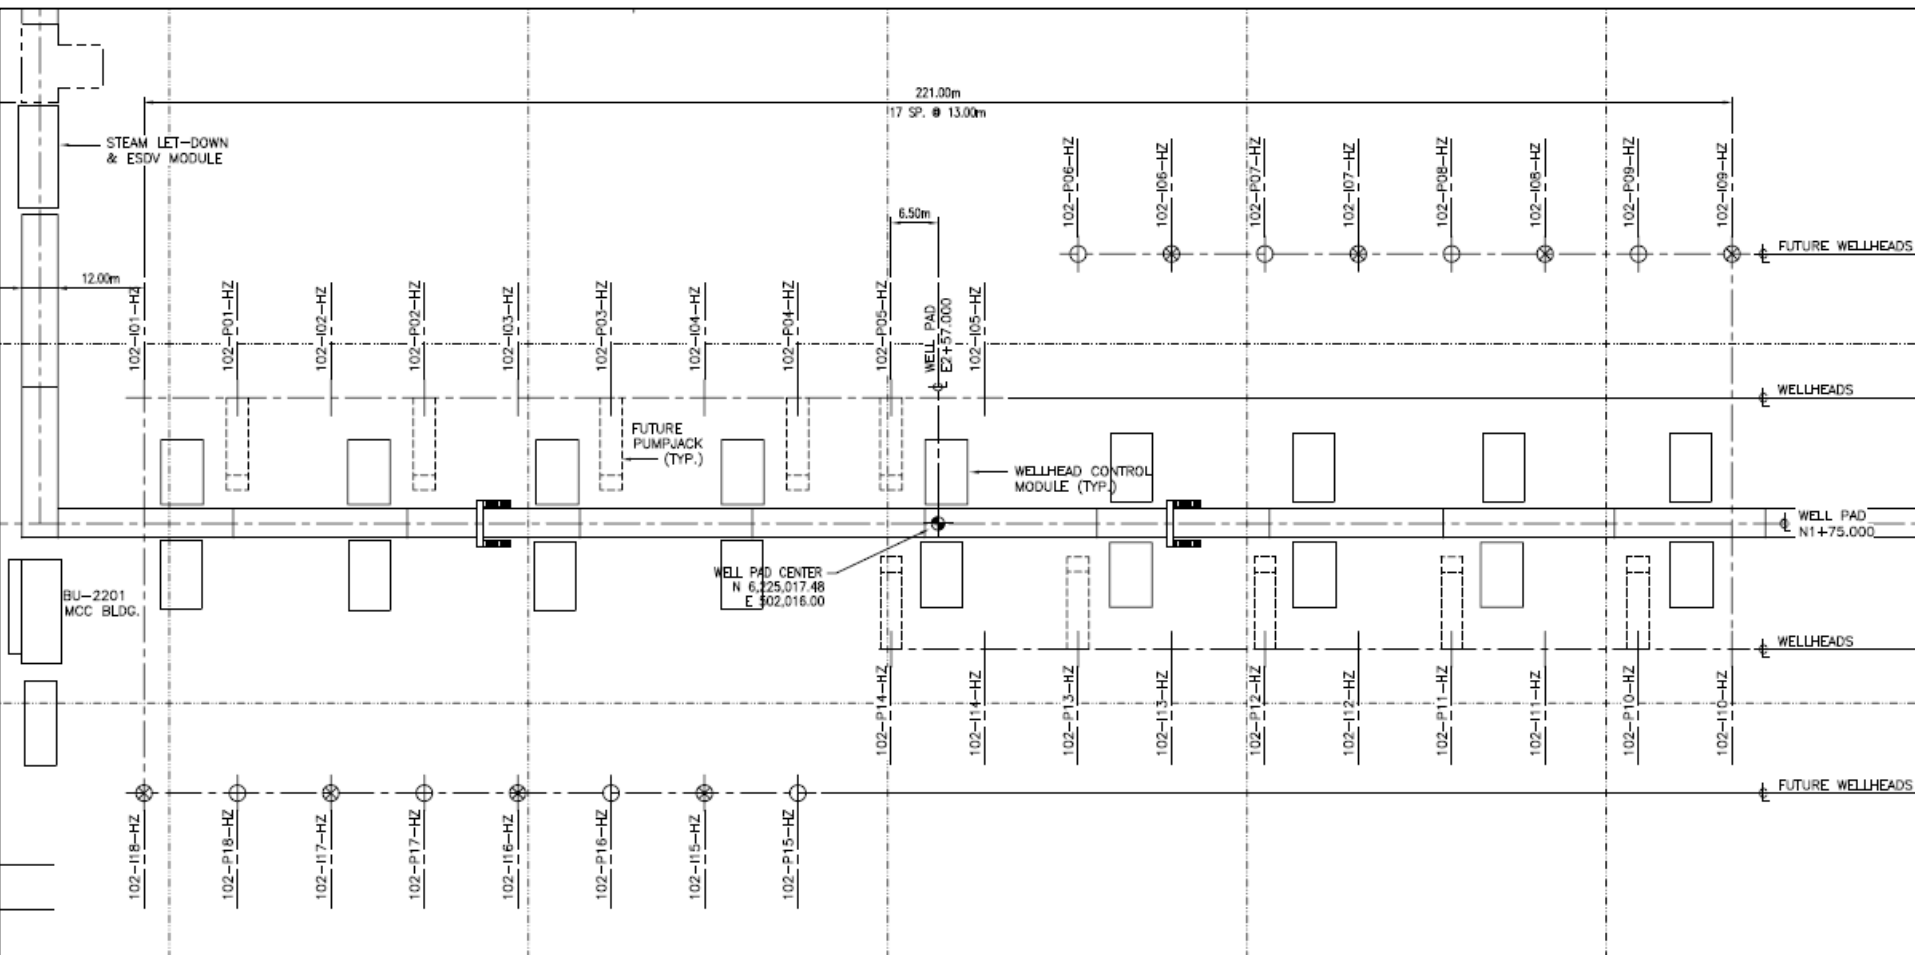 221.00m
17 SP. @ 13.00m
STEAM LET-DOWN
& ESDV MODULE
102-P06-HZ
102-I06-HZ
102-P07-HZ
102-I07-HZ
102-P08-HZ
102-I08-HZ
102-P09-HZ
102-I09-HZ
6.50m
FUTURE WELLHEADS
12.00m
102-I01-HZ
102-P01-HZ
102-I02-HZ
102-P02-HZ
102-I03-HZ
102-P03-HZ
102-I04-HZ
102-P04-HZ
102-P05-HZ
WELL PAD
E2+57.000
102-I05-HZ
WELLHEADS
FUTURE
PUMPJACK
(TYP.)
WELLHEAD CONTROL
MODULE (TYP.)
WELL PAD
N1+75.000
WELL PAD CENTER
N 6,225,017.48
E 502,016.00
BU-2201
MCC BLDG.
WELLHEADS
102-P14-HZ
102-I14-HZ
102-P13-HZ
102-I13-HZ
102-P12-HZ
102-I12-HZ
102-P11-HZ
102-I11-HZ
102-P10-HZ
102-I10-HZ
FUTURE WELLHEADS
102-I18-HZ
102-P18-HZ
102-I17-HZ
102-P17-HZ
102-I16-HZ
102-P16-HZ
102-I15-HZ
102-P15-HZ